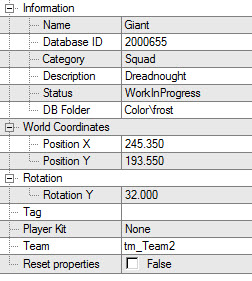 Information
Name Giant
Database ID 2000655
Category Squad
Description Dreadnought
Status WorkInProgress
DB Folder Color\frost
World Coordinates
Position X 245.350
Position Y 193.550
Rotation
Rotation Y 32.000
Tag
Player Kit None
Team tm_Team2
Reset properties False